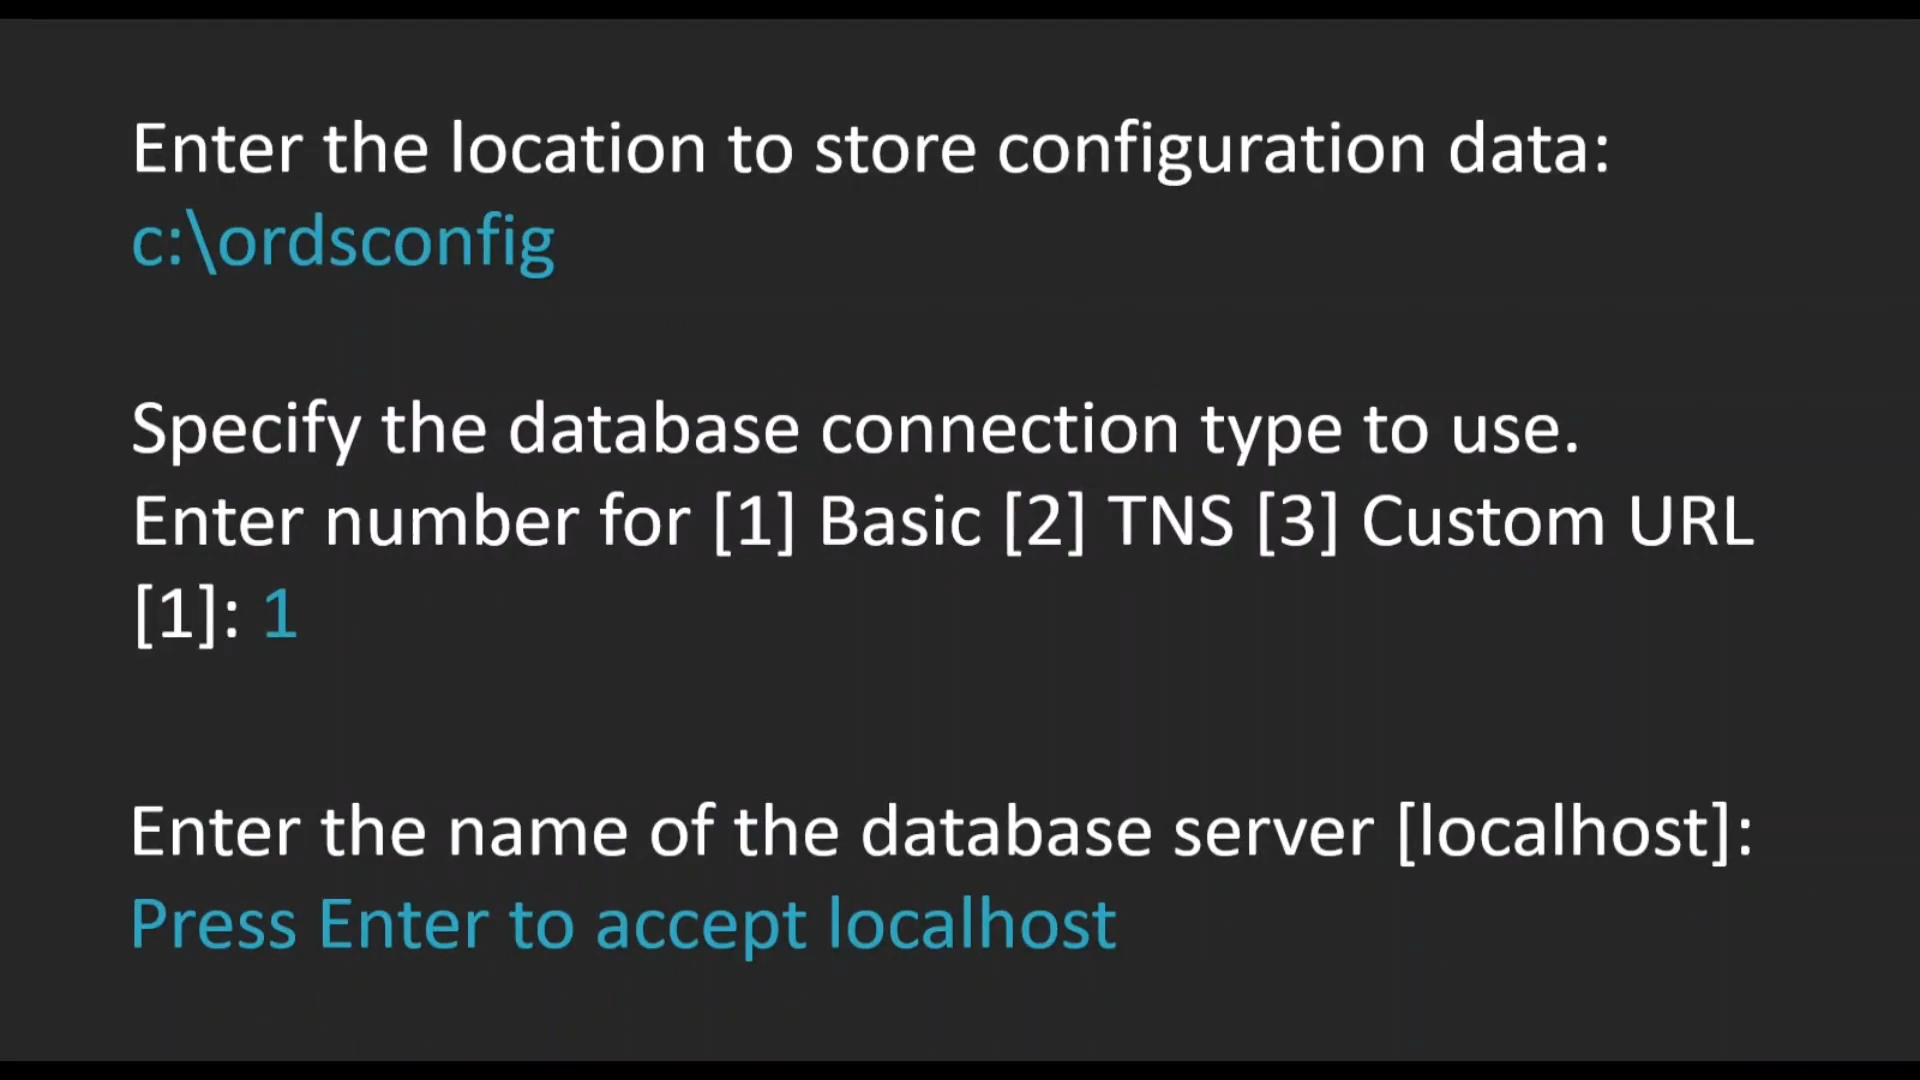 Enter the location to store configuration data:
c:\ordsconfig
Specify the database connection type to use.
Enter number for [1] Basic [2] TNS [3] Custom URL
[1]: 1
Enter the name of the database server [localhost]:
Press Enter to accept localhost